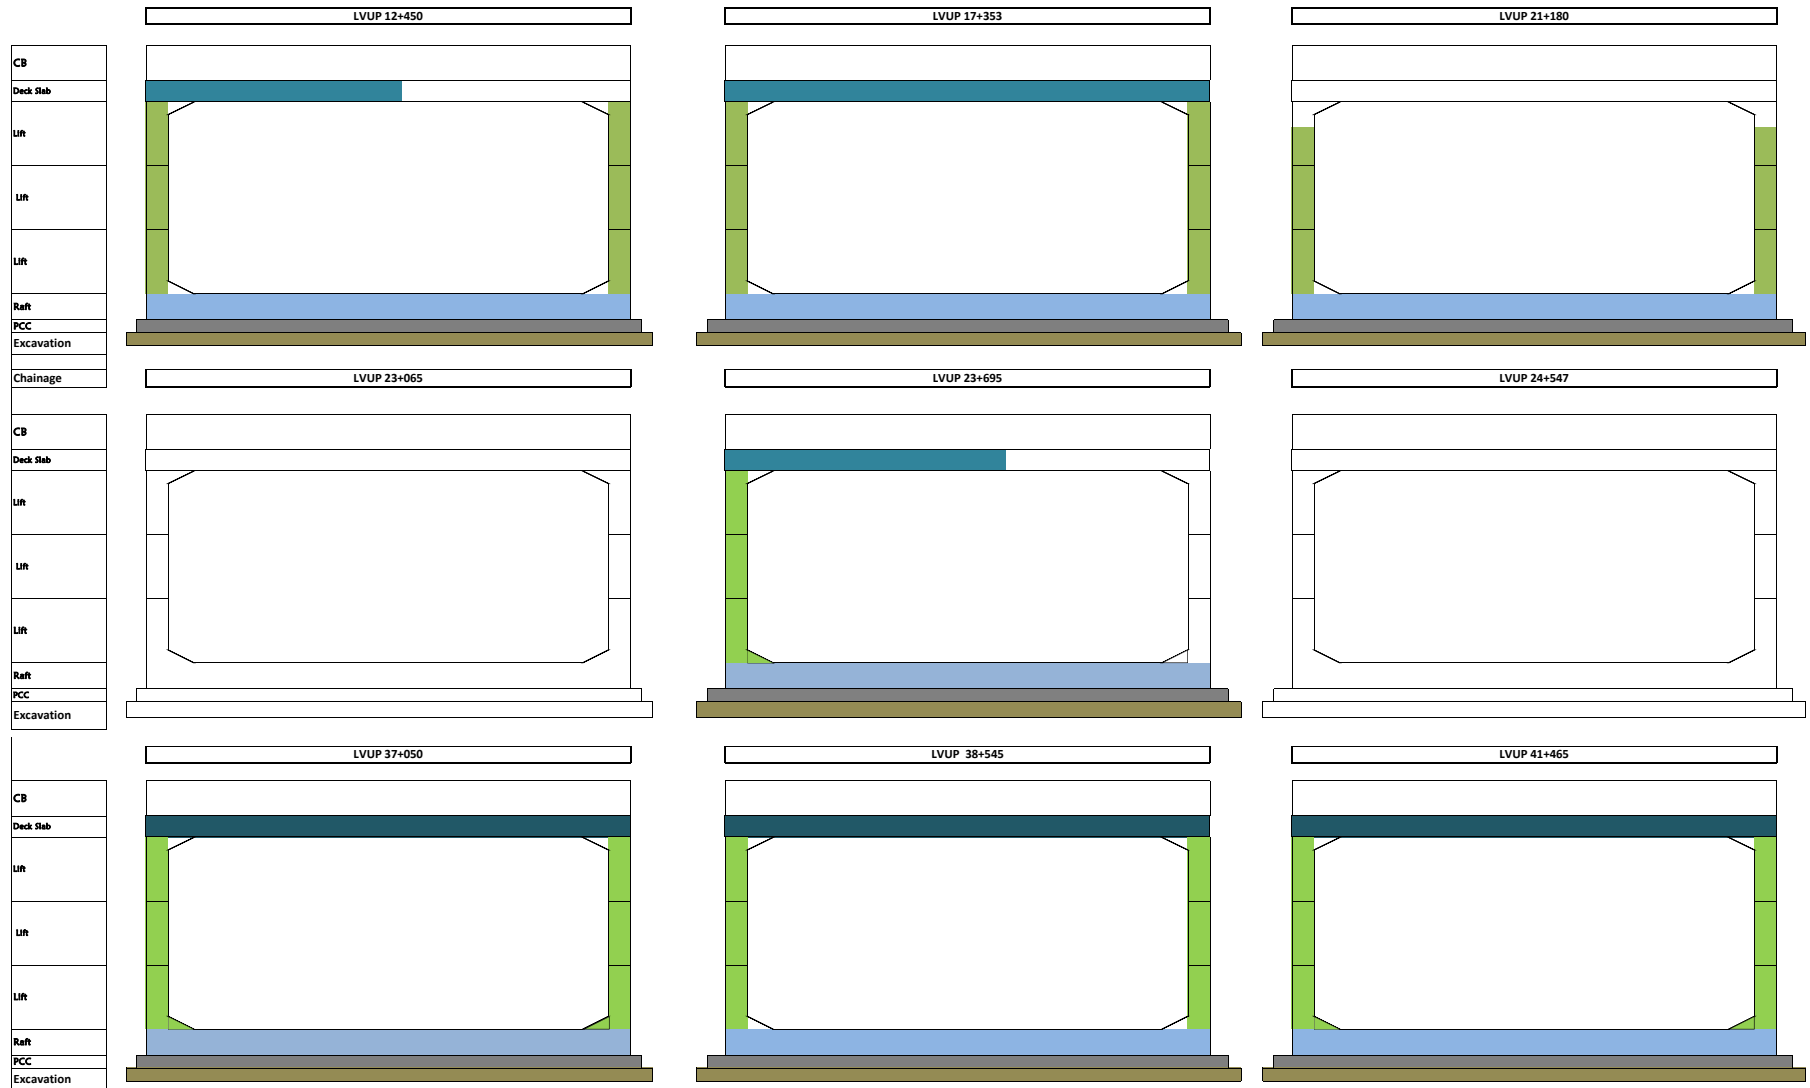 LVUP 12+450
LVUP 17+353
LVUP 21+180
CB
Deck Slab
Lift
Lift
Lift
Raft
PCC
Excavation
Chainage
LVUP 23+065
LVUP 23+695
LVUP 24+547
CB
Deck Slab
Lift
Lift
Lift
Raft
PCC
Excavation
LVUP 37+050
LVUP 38+545
LVUP 41+465
CB
Deck Slab
Lift
Lift
Lift
Raft
PCC
Excavation